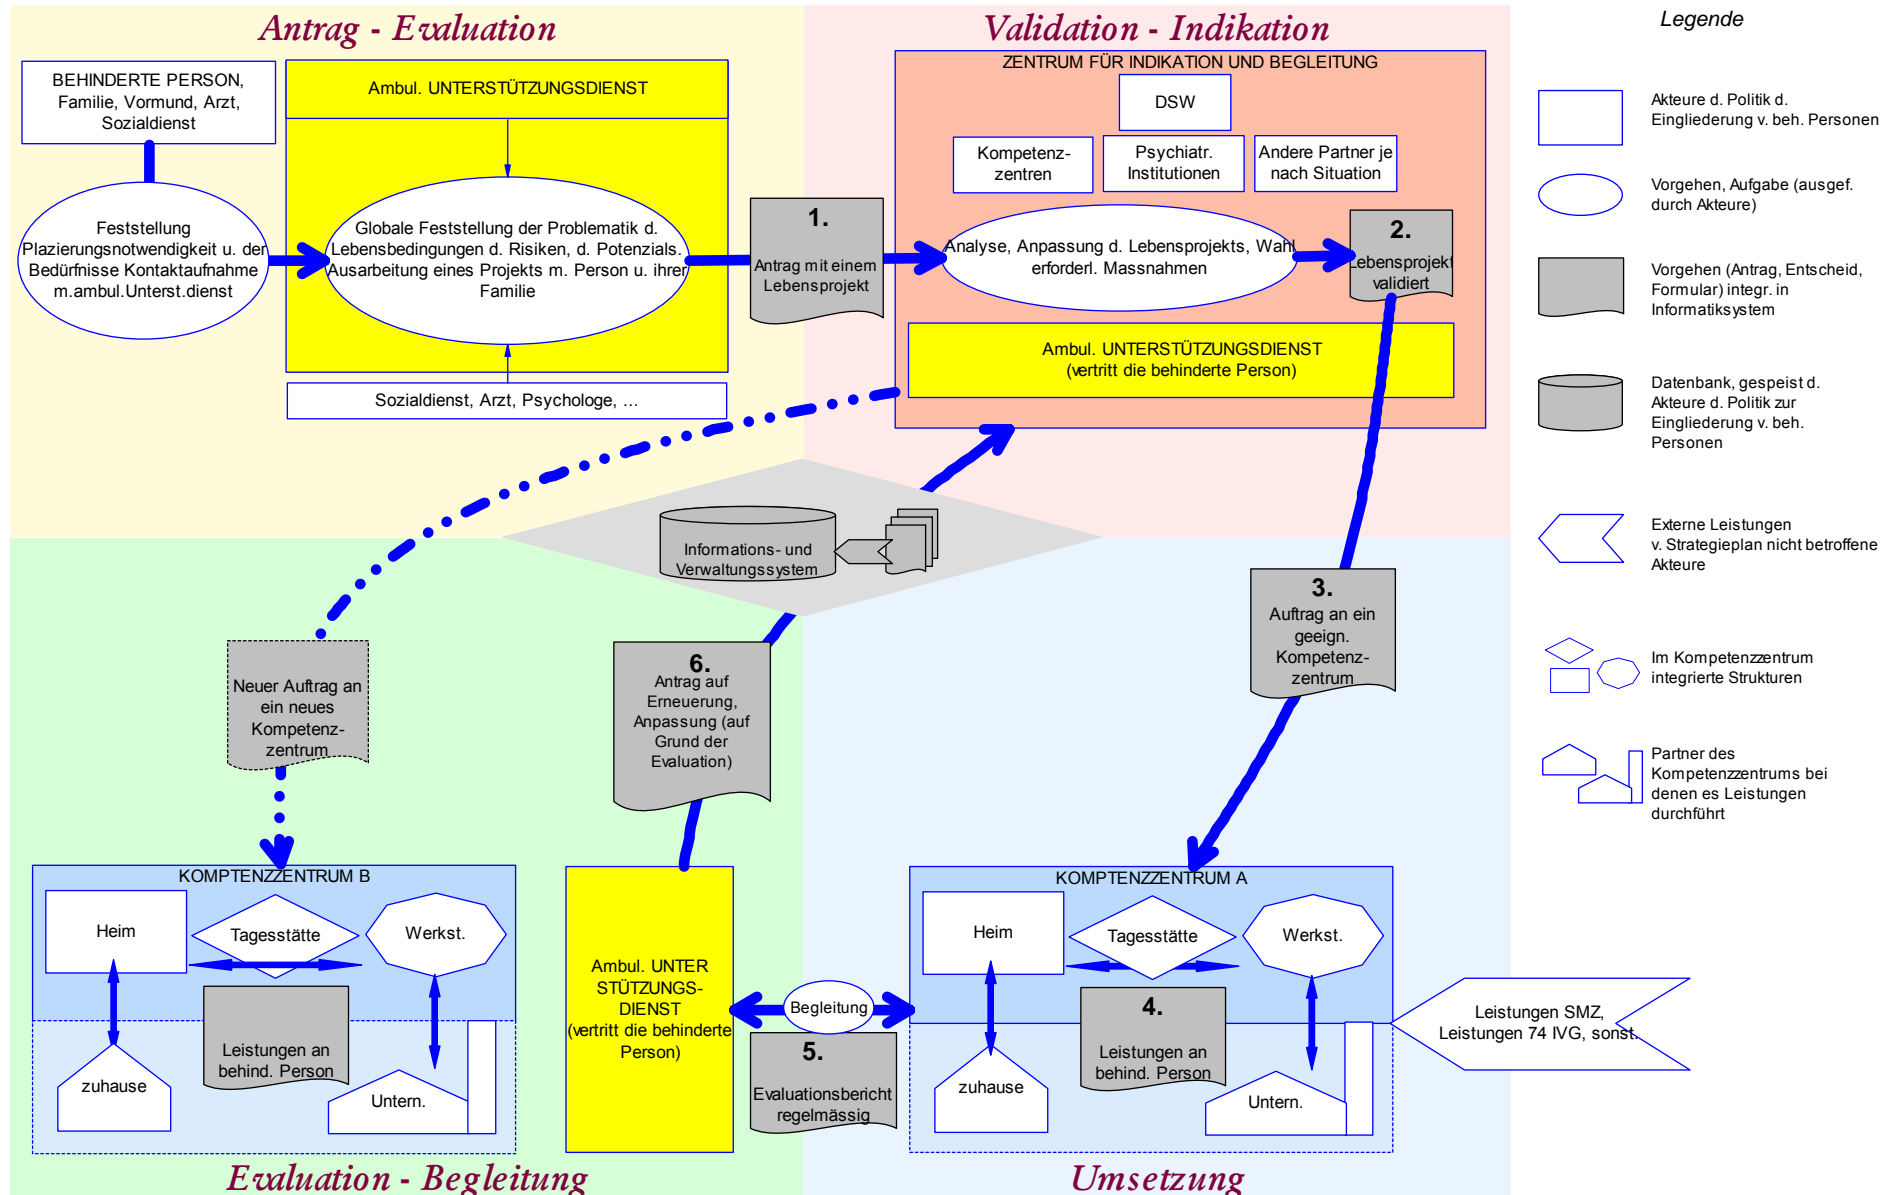 Antrag - Evaluation
BEHINDERTE PERSON,
Familie, Vormund, Arzt,
Sozialdienst
Feststellung
Plazierungsnotwendigkeit u. der
Bedürfnisse Kontaktaufnahme
m.ambul.Unterst.dienst
Ambul. UNTERSTÜTZUNGSDIENST
Globale Feststellung der Problematik d.
Lebensbedingungen d. Risiken, d. Potenzials.
Ausarbeitung eines Projekts m. Person u. ihrer
Familie
Sozialdienst, Arzt, Psychologe, ...
1.
Antrag mit einem
Lebensprojekt
Validation - Indikation
ZENTRUM FÜR INDIKATION UND BEGLEITUNG
DSW
Kompetenz-
zentren
Psychiatr.
Institutionen
Andere Partner je
nach Situation
Analyse, Anpassung d. Lebensprojekts, Wahl
erforderl. Massnahmen
2.
Lebensprojekt
validiert
Ambul. UNTERSTÜTZUNGSDIENST
(vertritt die behinderte Person)
Informations- und
Verwaltungssystem
3.
Auftrag an ein
geeign.
Kompetenz-
zentrum
Neuer Auftrag an
ein neues
Kompetenz-
zentrum
6.
Antrag auf
Erneuerung,
Anpassung (auf
Grund der
Evaluation)
KOMPTENZZENTRUM B
Heim
Tagesstätte
Werkst.
Leistungen an
behind. Person
zuhause
Untern.
Ambul. UNTER
STÜTZUNGS-
DIENST
(vertritt die behinderte
Person)
Begleitung
5.
Evaluationsbericht
regelmässig
KOMPTENZZENTRUM A
Heim
Tagesstätte
Werkst.
4.
Leistungen an
behind. Person
zuhause
Untern.
Leistungen SMZ,
Leistungen 74 IVG, sonst.
Evaluation - Begleitung
Umsetzung
Legende
Akteure d. Politik d.
Eingliederung v. beh. Personen
Vorgehen, Aufgabe (ausgef.
durch Akteure)
Vorgehen (Antrag, Entscheid,
Formular) integr. in
Informatiksystem
Datenbank, gespeist d.
Akteure d. Politik zur
Eingliederung v. beh.
Personen
Externe Leistungen
v. Strategieplan nicht betroffene
Akteure
Im Kompetenzzentrum
integrierte Strukturen
Partner des
Kompetenzzentrums bei
denen es Leistungen
durchführt